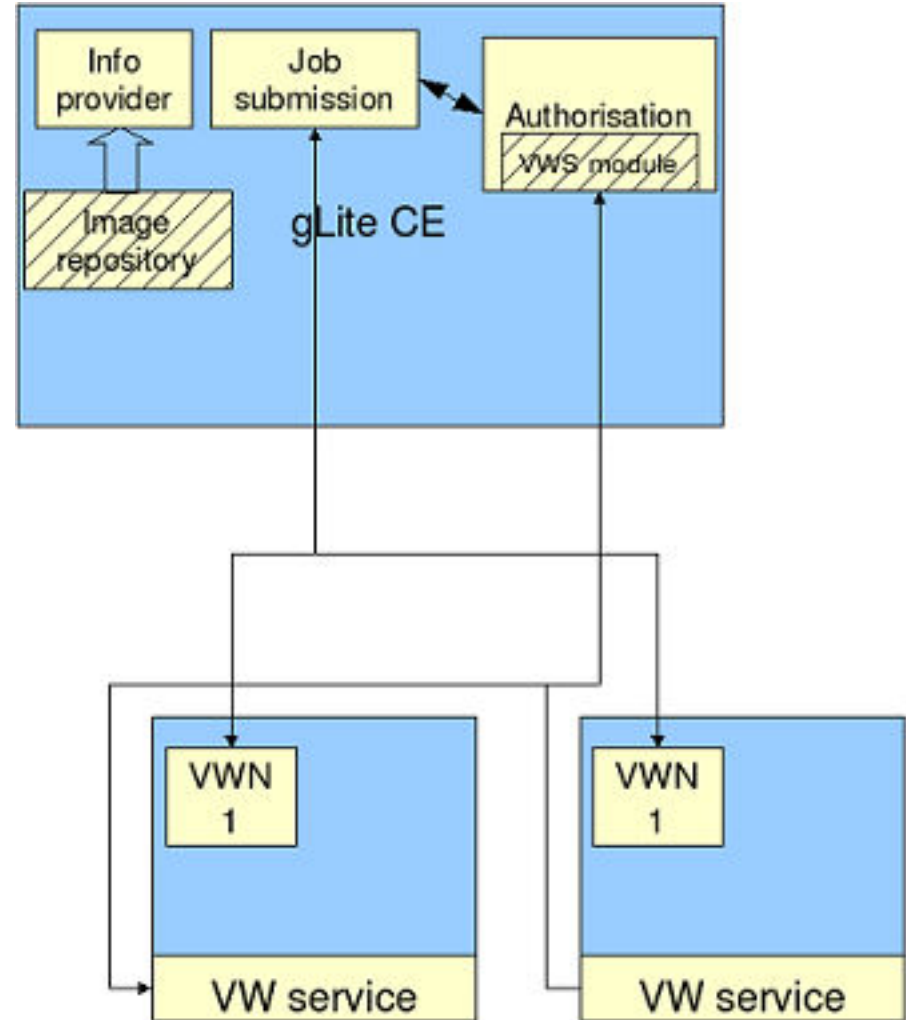 Info
provider
Job
submission
Authorisation
VWS module
Image
repository
gLite CE
VWN
1
VWN
1
VW service
VW service